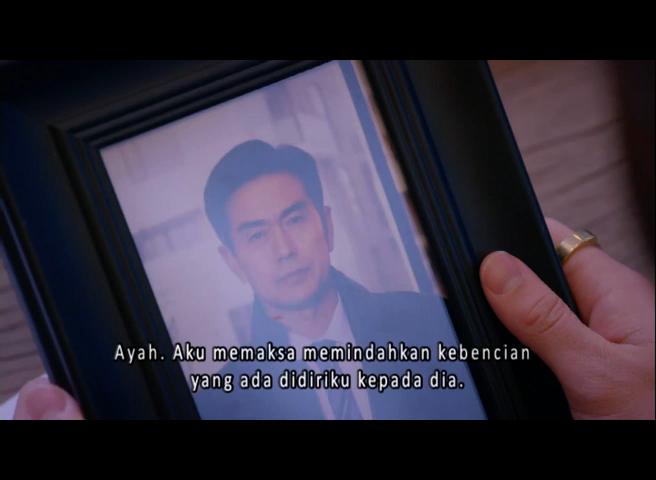 Ayah. Aku memaksa memindahkan kebencian
yang ada didiriku kepada dia.